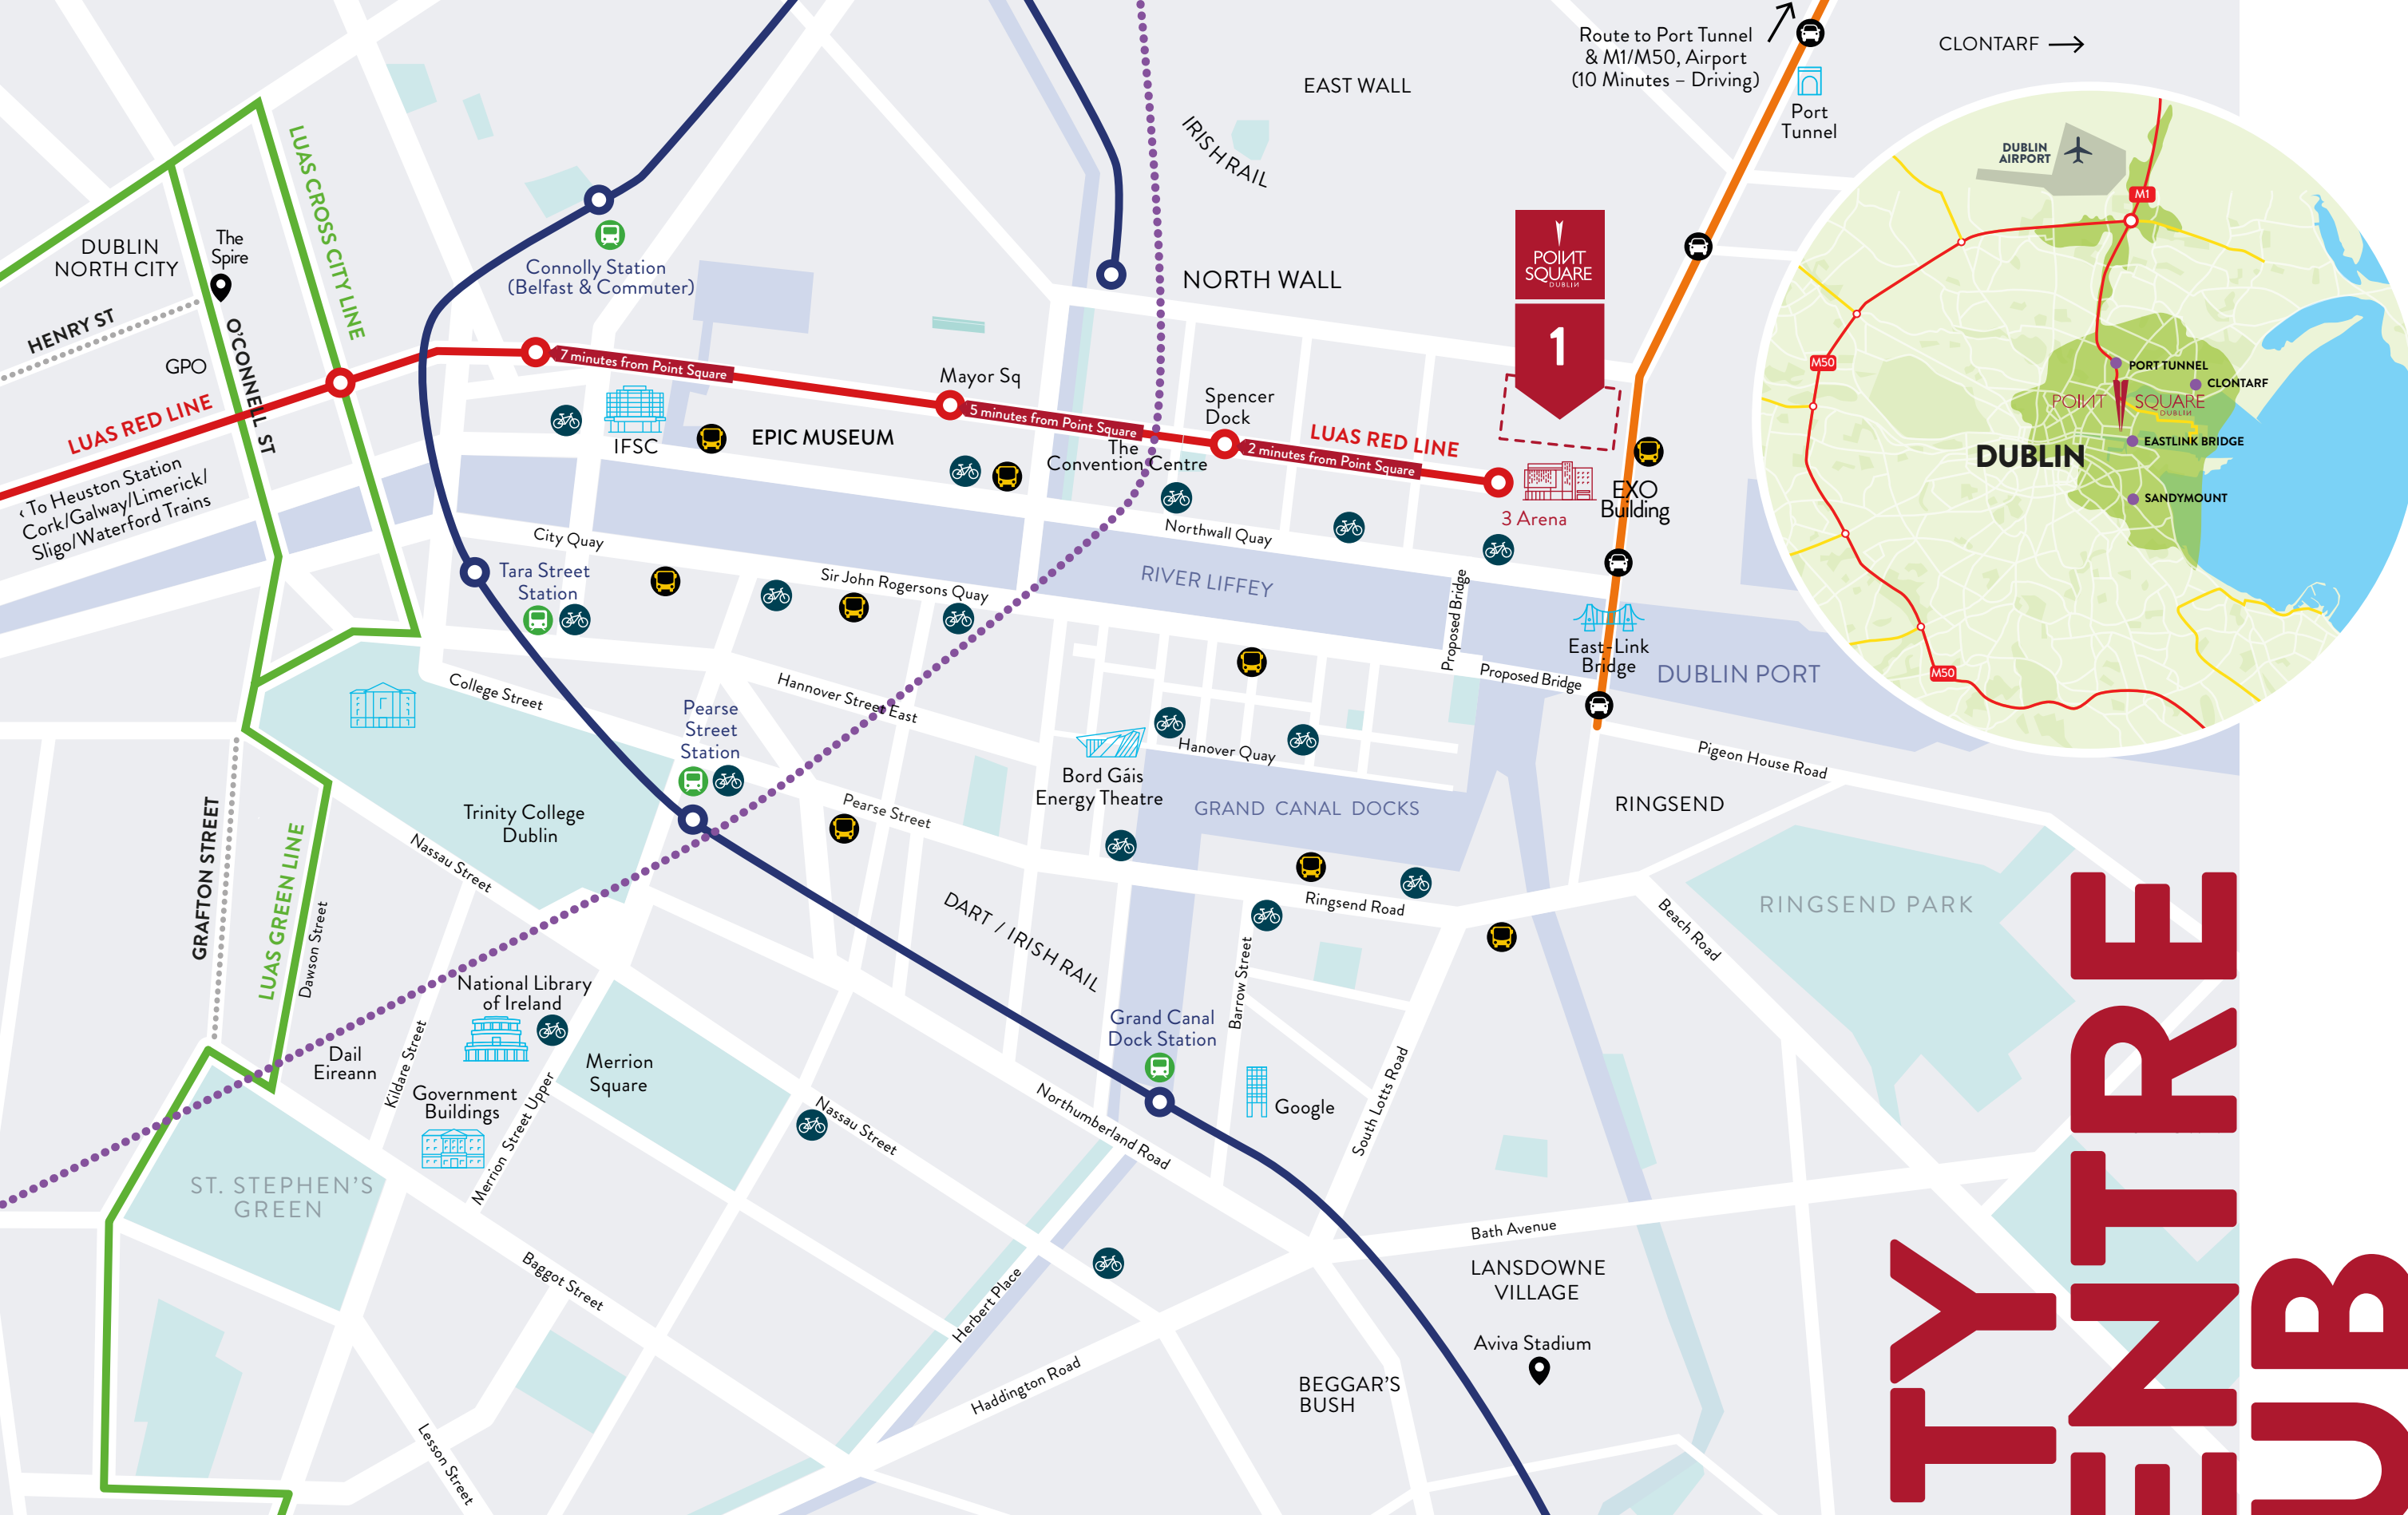 Route to Port Tunnel
& M1/M50, Airport
(10 Minutes – Driving)
CLONTARF
EAST WALL
Port
Tunnel
IRISH RAIL
LUAS CROSS CITY LINE
DUBLIN
AIRPORT
M1
DUBLIN
NORTH CITY
The
Spire
Connolly Station
(Belfast & Commuter)
NORTH WALL
POINT
SQUARE
DUBLIN
1
HENRY ST
O'CONNELL ST
GPO
LUAS RED LINE
7 minutes from Point Square
Mayor Sq
5 minutes from Point Square
Spencer
Dock
LUAS RED LINE
2 minutes from Point Square
M50
PORT TUNNEL
CLONTARF
POINT SQUARE
DUBLIN
EASTLINK BRIDGE
DUBLIN
SANDYMOUNT
M50
IFSC
EPIC MUSEUM
The
Convention Centre
3 Arena
EXO
Building
‹ To Heuston Station
Cork/Galway/Limerick/
Sligo/Waterford Trains
City Quay
Northwall Quay
Tara Street
Station
Sir John Rogersons Quay
RIVER LIFFEY
Proposed Bridge
East-Link
Bridge
Proposed Bridge
DUBLIN PORT
College Street
Hannover Street East
Pearse
Street
Station
Hanover Quay
Pigeon House Road
Bord Gáis
Energy Theatre
GRAND CANAL DOCKS
RINGSEND
Trinity College
Dublin
Pearse Street
GRAFTON STREET
LUAS GREEN LINE
Nassau Street
Dawson Street
DART / IRISH RAIL
Ringsend Road
Beach Road
RINGSEND PARK
National Library
of Ireland
Barrow Street
Grand Canal
Dock Station
Dail
Eireann
Kildare Street
Merrion
Square
Government
Buildings
Merrion Street Upper
Nassau Street
Northumberland Road
Google
South Lotts Road
ST. STEPHEN'S
GREEN
Baggot Street
Herbert Place
Bath Avenue
LANSDOWNE
VILLAGE
Aviva Stadium
Haddington Road
BEGGAR'S
BUSH
Lesson Street
TY
ENTRE
UB